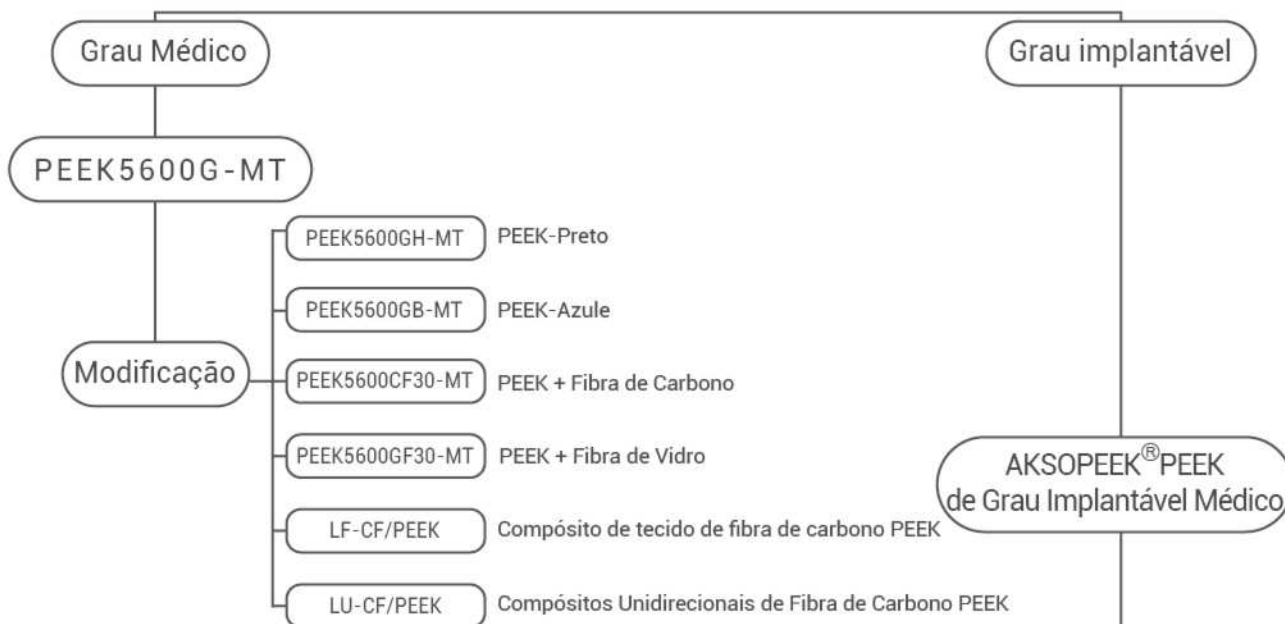 Grau Médico
Grau implantável
PEEK5600G-MT
PEEK5600GH-MT PEEK-Preto
PEEK5600GB-MT PEEK-Azule
Modificação
PEEK5600CF30-MT PEEK + Fibra de Carbono
PEEK5600GF30-MT PEEK + Fibra de Vidro
AKSOPEEK®PEEK
de Grau Implantável Médico
LF-CF/PEEK Compósito de tecido de fibra de carbono PEEK
LU-CF/PEEK Compósitos Unidirecionais de Fibra de Carbono PEEK